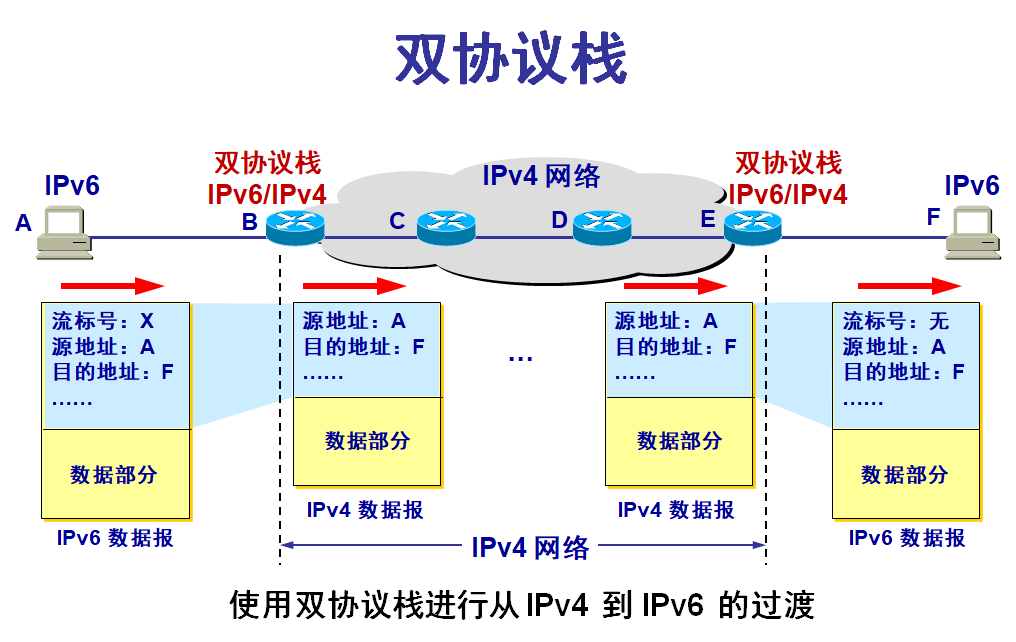 双协议栈
双协议栈
IPv6/IPv4
IPv4 网络
双协议栈
IPv6/IPv4
IPv6
IPv6
A
B
C
D
E
F
流标号：X
源地址：A
目的地址：F
……
数据部分
IPv6 数据报
源地址：A
目的地址：F
……
数据部分
IPv4 数据报
…
源地址：A
目的地址：F
……
数据部分
IPv4 数据报
流标号：无
源地址：A
目的地址：F
……
数据部分
IPv6 数据报
IPv4 网络
使用双协议栈进行从 IPv4 到 IPv6 的过渡